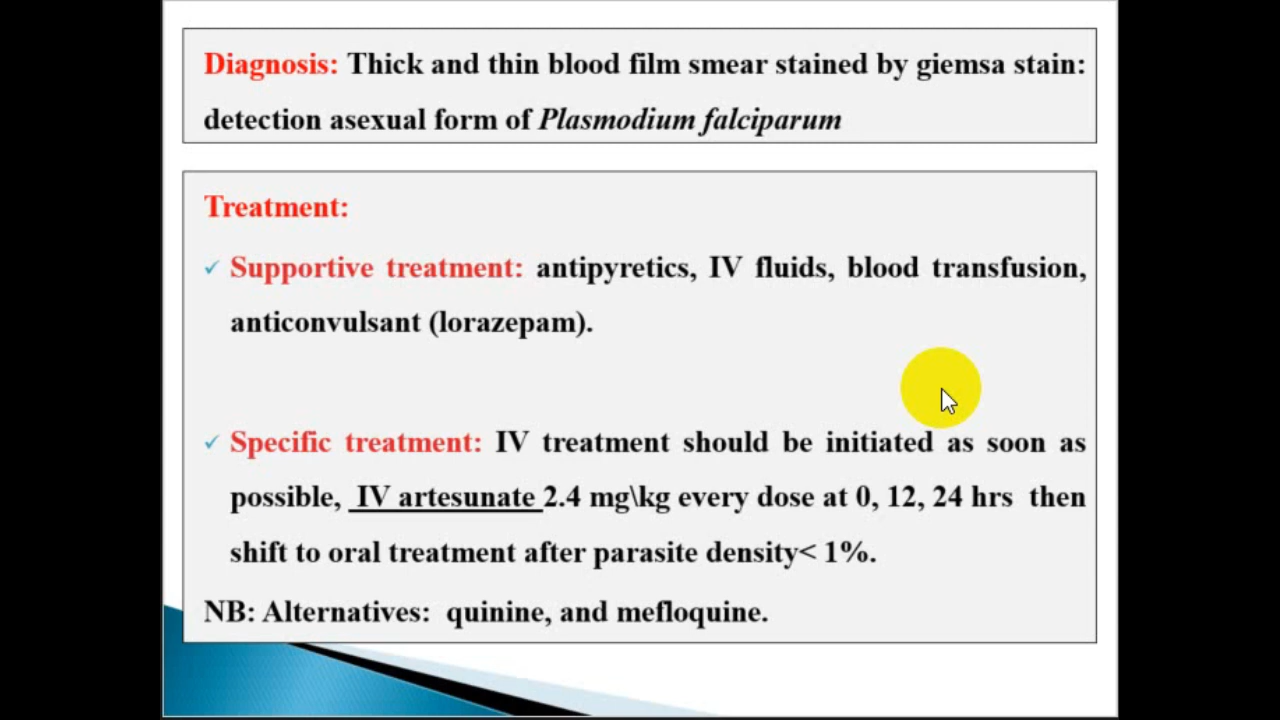 Diagnosis: Thick and thin blood film smear stained by giemsa stain:
detection asexual form of Plasmodium falciparum
Treatment:
✓ Supportive treatment: antipyretics, IV fluids, blood transfusion,
anticonvulsant (lorazepam).
✓ Specific treatment: IV treatment should be initiated as soon as
possible, IV artesunate 2.4 mg\kg every dose at 0, 12, 24 hrs then
shift to oral treatment after parasite density< 1%.
NB: Alternatives: quinine, and mefloquine.